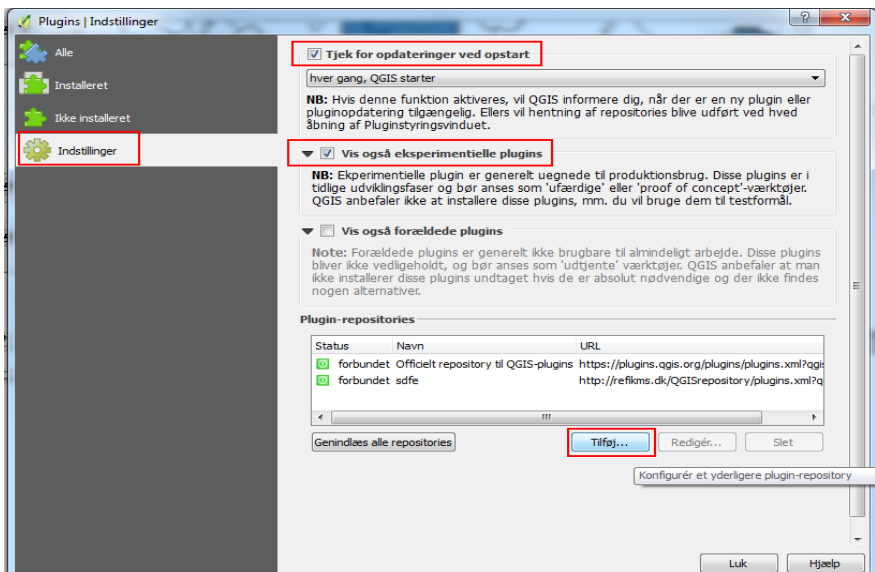 Plugins | Indstillinger
Alle
Installeret
Ikke installeret
Indstillinger
Tjek for opdateringer ved opstart
hver gang, QGIS starter
NB: Hvis denne funktion aktiveres, vil QGIS informere dig, når der er en ny plugin eller
pluginopdatering tilgængelig. Ellers vil hentning af repositories blive udført ved hved
åbning af Pluginstyringsvinduet.
Vis også eksperimentielle plugins
NB: Ekperimentielle plugin er generelt uegnede til produktionsbrug. Disse plugins er i
tidlige udviklingsfaser og bør anses som 'ufærdige' eller 'proof of concept'-værktøjer.
QGIS anbefaler ikke at installere disse plugins, mm. du vil bruge dem til testformål.
Vis også forældede plugins
Note: Forældede plugins er generelt ikke brugbare til almindeligt arbejde. Disse plugins
bliver ikke vedligeholdt, og bør anses som 'udtjente' værktøjer. QGIS anbefaler at man
ikke installerer disse plugins undtaget hvis de er absolut nødvendige og der ikke findes
nogen alternativer.
Plugin-repositories
Status Navn URL
forbundet Officielt repository til QGIS-plugins https://plugins.qgis.org/plugins/plugins.xml?qgis
forbundet sdfe http://refikms.dk/QGISrepository/plugins.xml?q
Genindlæs alle repositories Tilføj... Redigér... Slet
Konfigurér et yderligere plugin-repository
Luk Hjælp